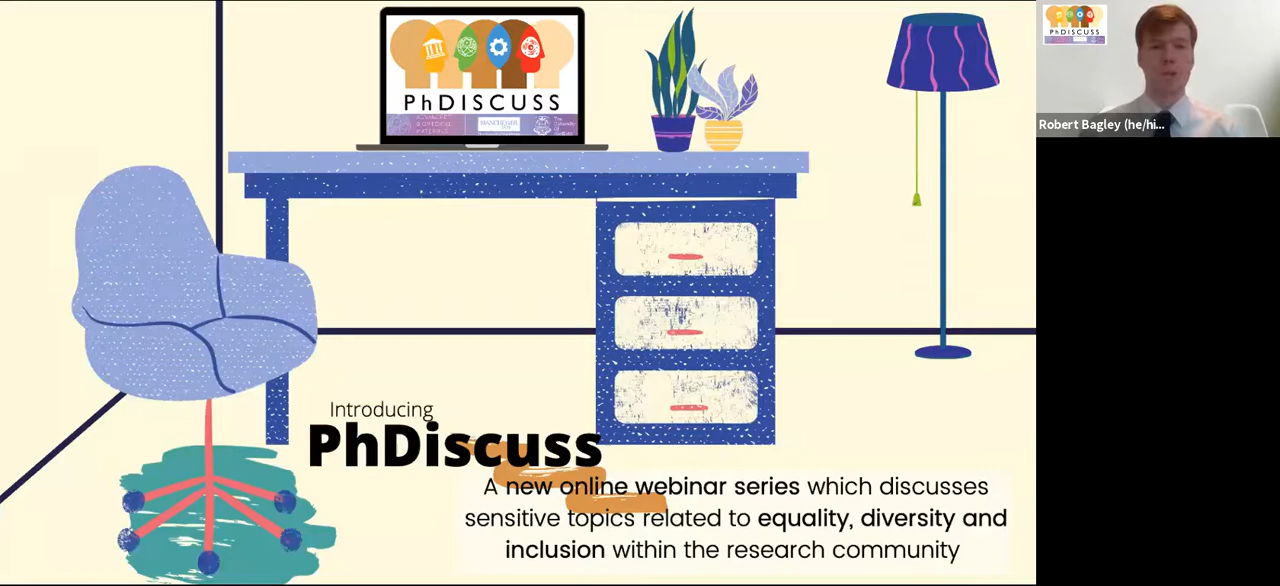 PhDISCUSS
MANCHESTER
Introducing
PhDiscuss
A new online webinar series which discusses
sensitive topics related to equality, diversity and
inclusion within the research community
PhDISCUSS
Robert Bagley (he/hi...